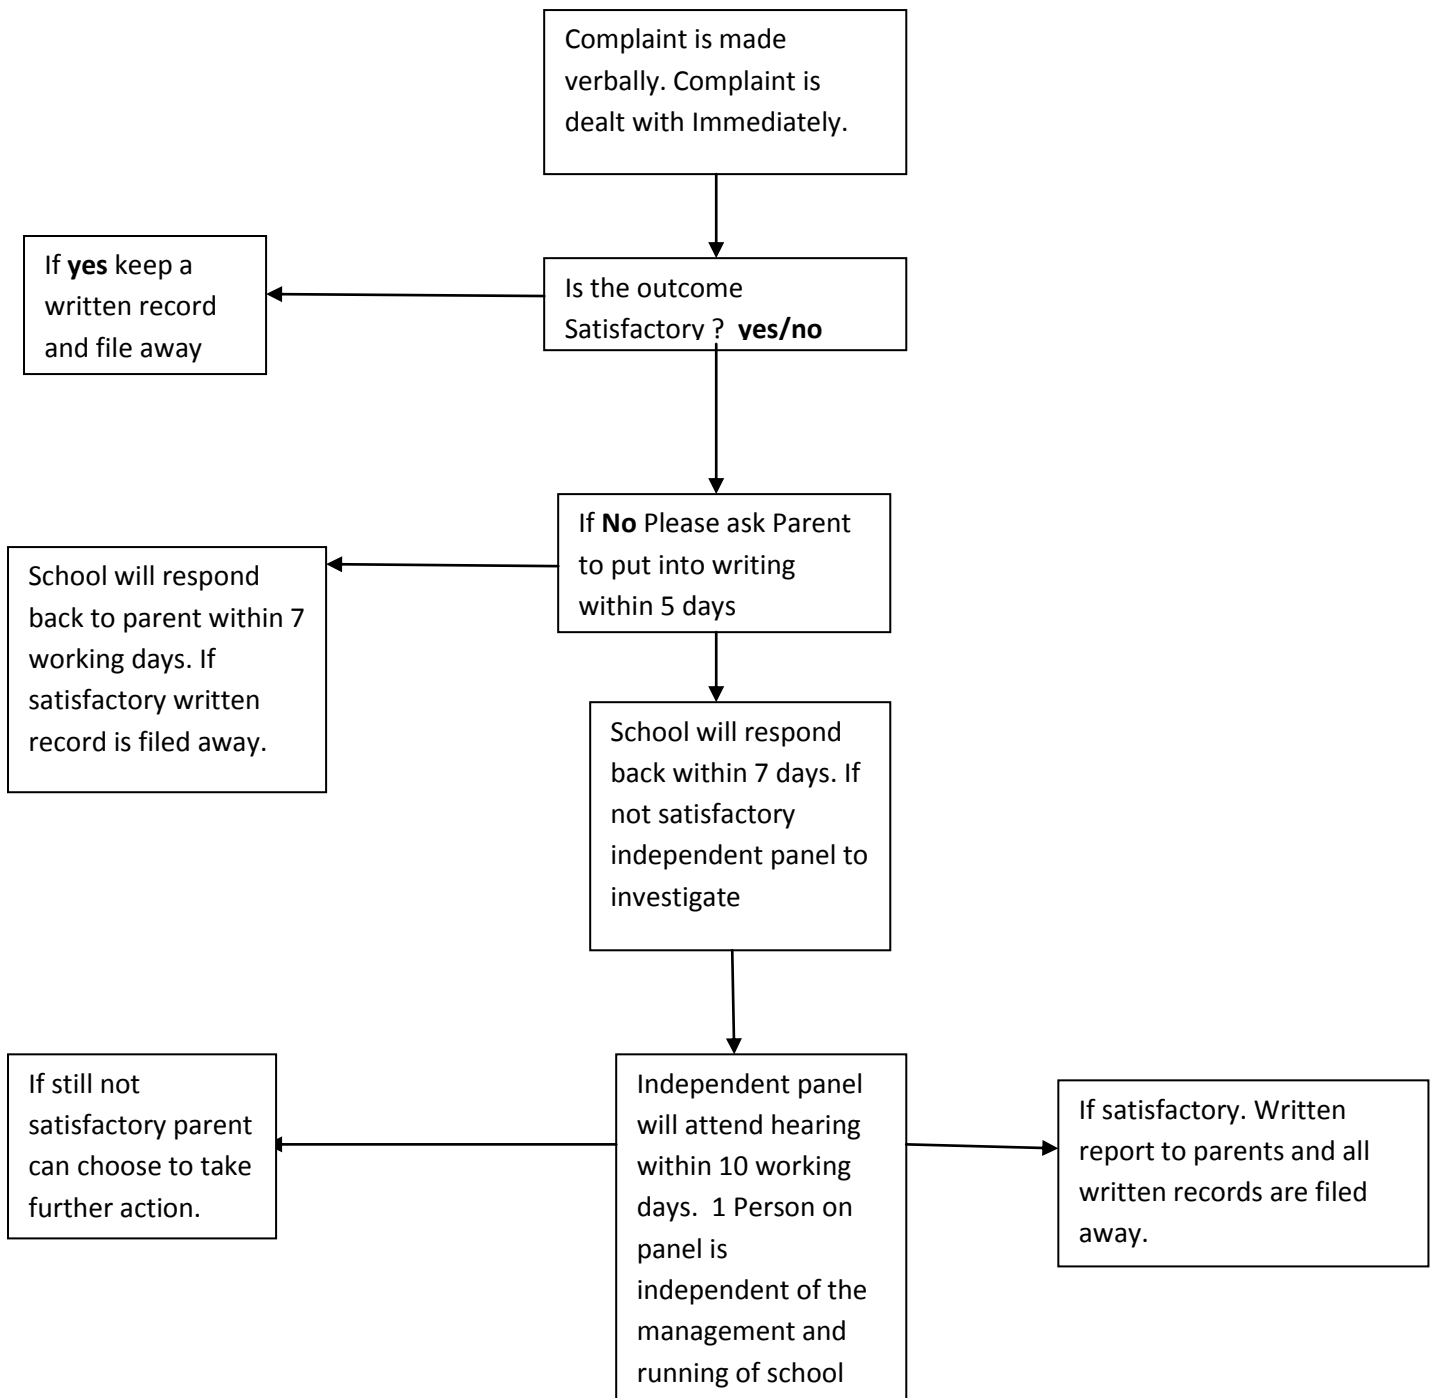 Complaint is made
verbally. Complaint is
dealt with Immediately.
If yes keep a
written record
and file away
Is the outcome
Satisfactory ? yes/no
If No Please ask Parent
to put into writing
within 5 days
School will respond
back to parent within 7
working days. If
satisfactory written
record is filed away.
School will respond
back within 7 days. If
not satisfactory
independent panel to
investigate
If still not
satisfactory parent
can choose to take
further action.
Independent panel
will attend hearing
within 10 working
days. 1 Person on
panel is
independent of the
management and
running of school
If satisfactory. Written
report to parents and all
written records are filed
away.